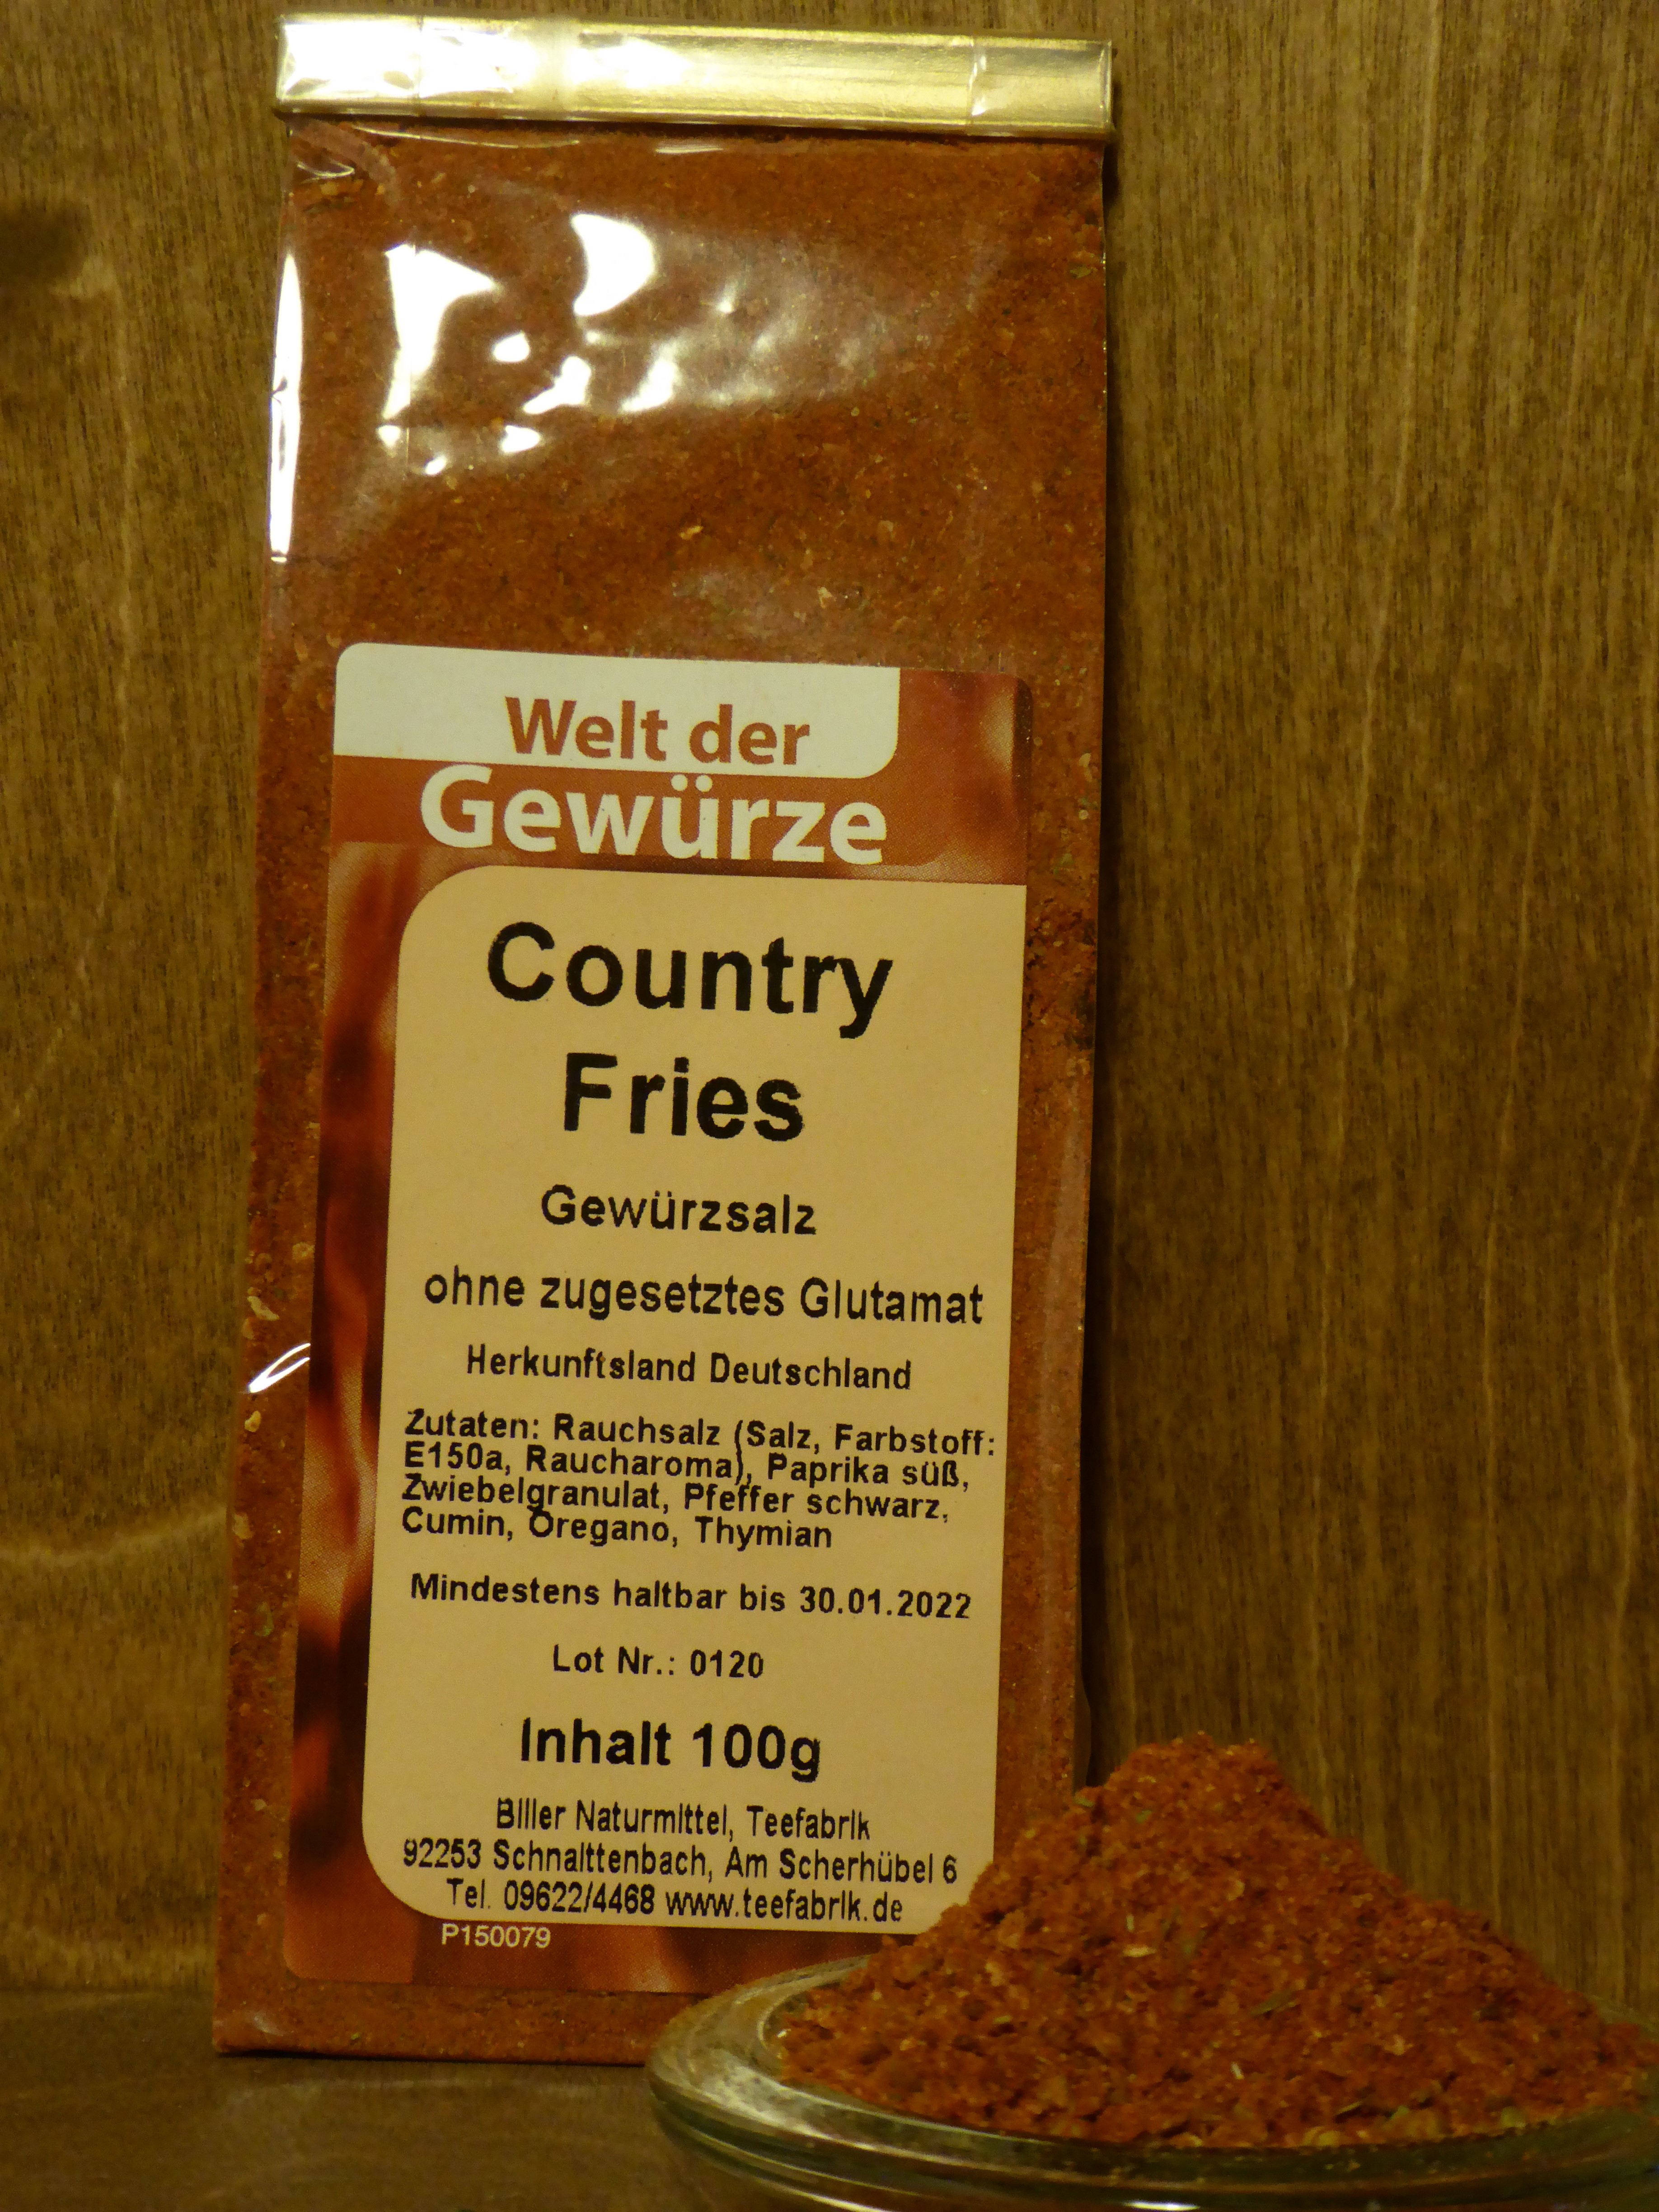 Welt der
Gewürze
Country
Fries
Gewürzsalz
ohne zugesetztes Glutamat
Herkunftsland Deutschland
Zutaten: Rauchsalz (Salz, Farbstoff:
E150a, Raucharoma), Paprika süß,
Zwiebelgranulat, Pfeffer schwarz,
Cumin, Oregano, Thymian
Mindestens haltbar bis 30.01.2022
Lot Nr.: 0120
Inhalt 100g
Biller Naturmittel, Teefabrik
92253 Schnaittenbach, Am Scherhübel 6
Tel. 09622/4468 www.teefabrik.de
P150079